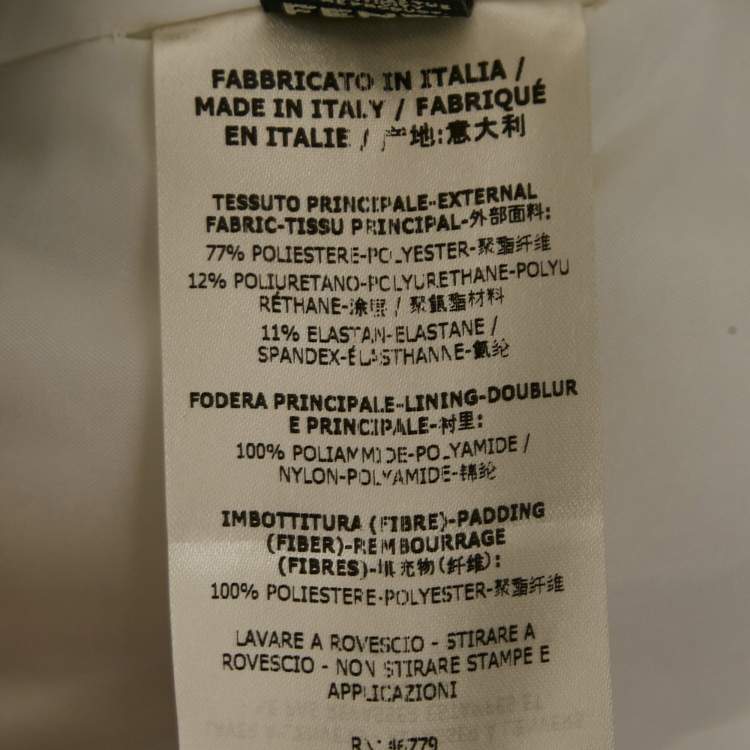 FABBRICATO IN ITALIA /
MADE IN ITALY / FABRIQUÉ
EN ITALIE / 产地:意大利
TESSUTO PRINCIPALE-EXTERNAL
FABRIC-TISSU PRINCIPAL-外部面料:
77% POLIESTERE-POLYESTER-聚酯纤维
12% POLIURETANO-POLYURETHANE-POLYU
RÉTHANE-涂层 / 聚氨酯材料
11% ELASTAN-ELASTANE /
SPANDEX-ÉLASTHANNE-氨纶
FODERA PRINCIPALE-LINING-DOUBLUR
E PRINCIPALE-衬里:
100% POLIAMMIDE-POLYAMIDE /
NYLON-POLYAMIDE-锦纶
IMBOTTITURA (FIBRE)-PADDING
(FIBER)-REMBOURRAGE
(FIBRES)-填充物(纤维):
100% POLIESTERE-POLYESTER-聚酯纤维
LAVARE A ROVESCIO - STIRARE A
ROVESCIO - NON STIRARE STAMPE E
APPLICAZIONI